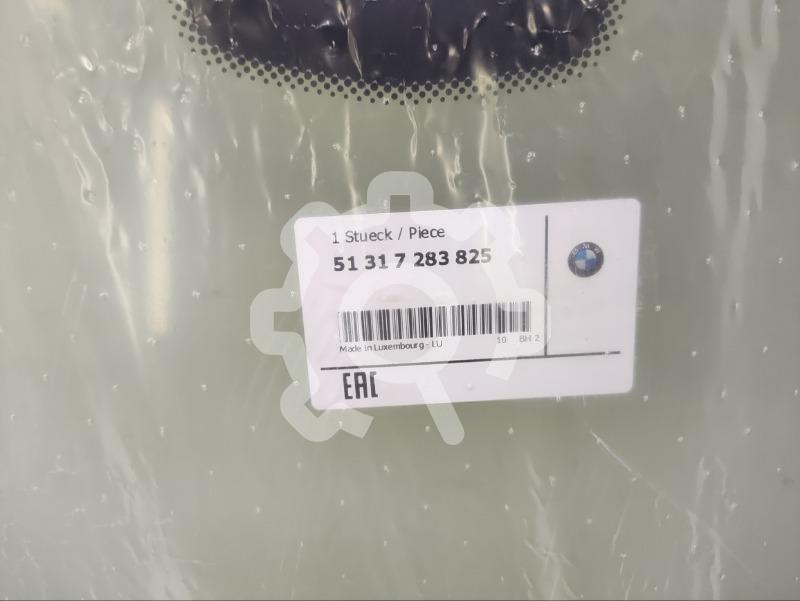 1 Stueck / Piece
51 31 7 283 825
Made in Luxembourg - EU 10 BH 2
EAC